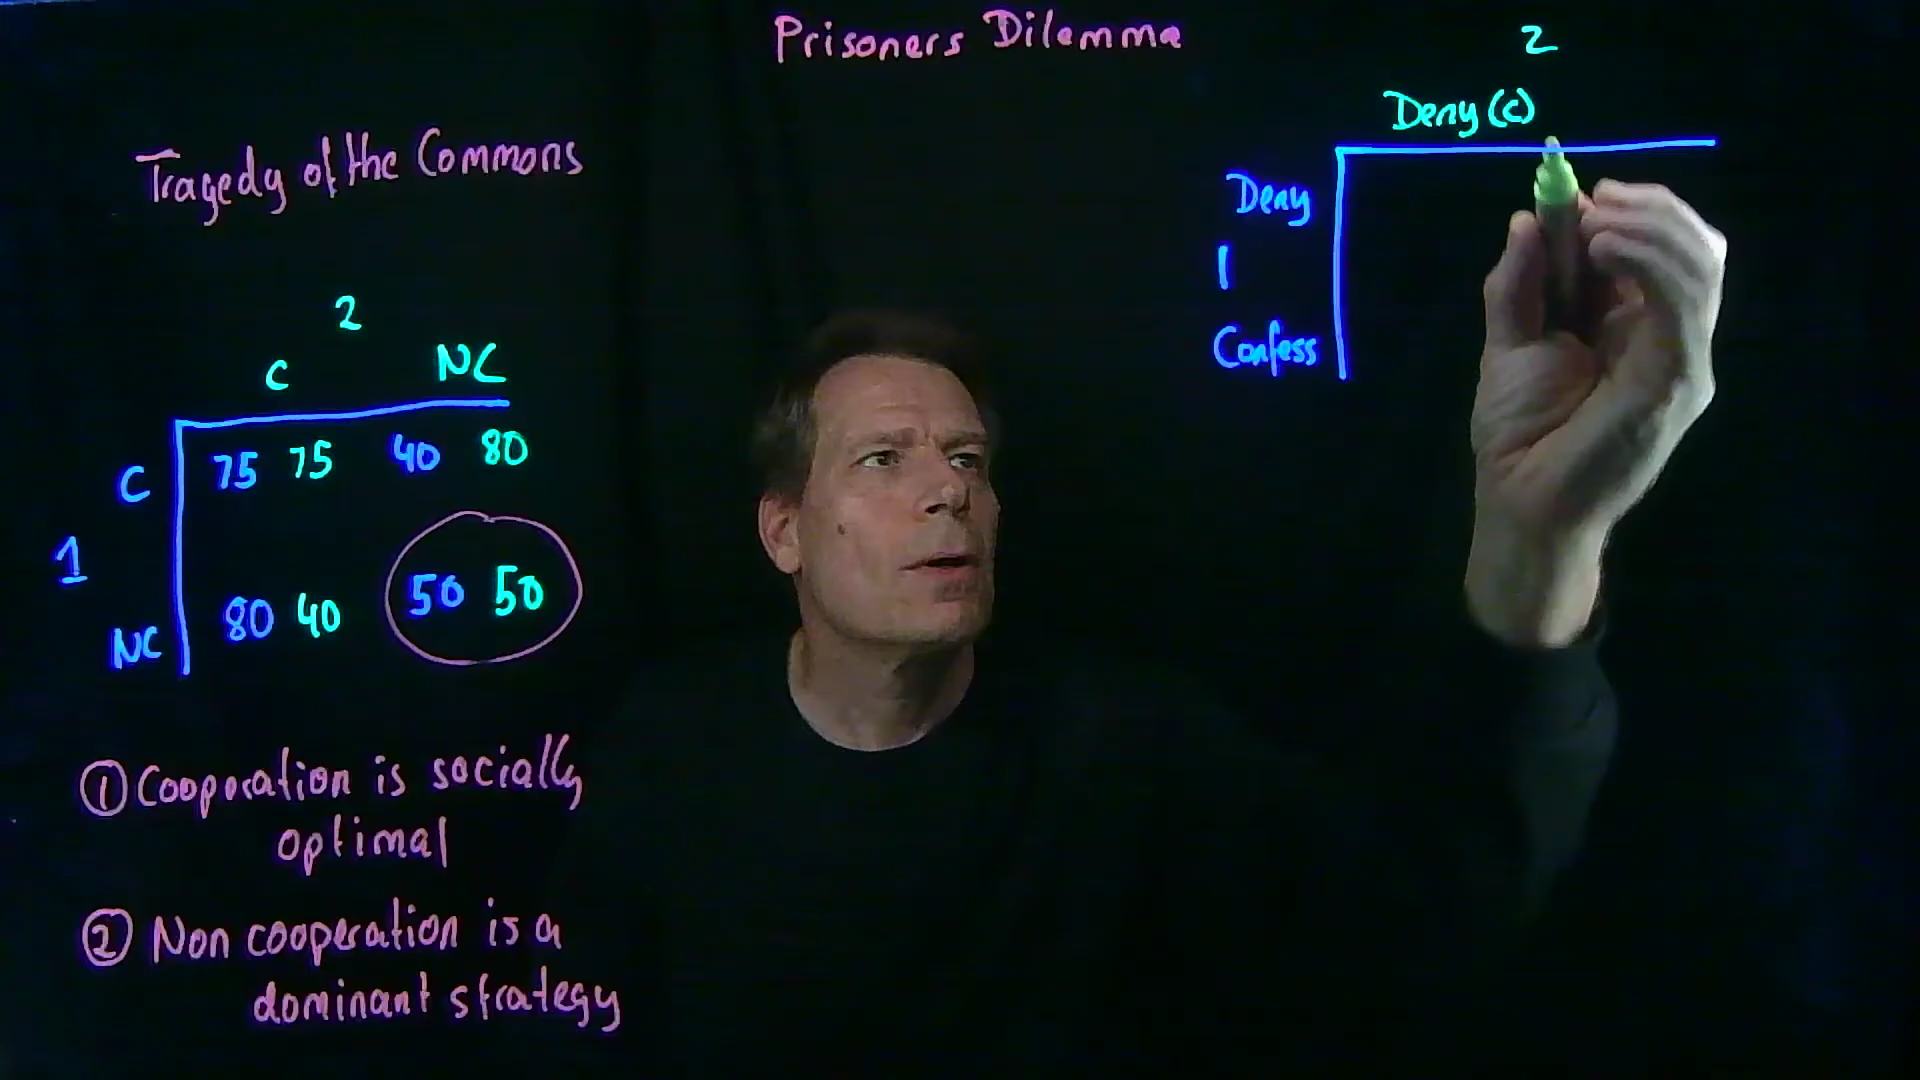 Prisoners Dilemma
Tragedy of the Commons
2
C NC
C 75 75 40 80
1
NC 80 40 50 50
① Cooperation is socially
optimal
② Non cooperation is a
dominant strategy
2
Deny (c)
Deny
1
Confess